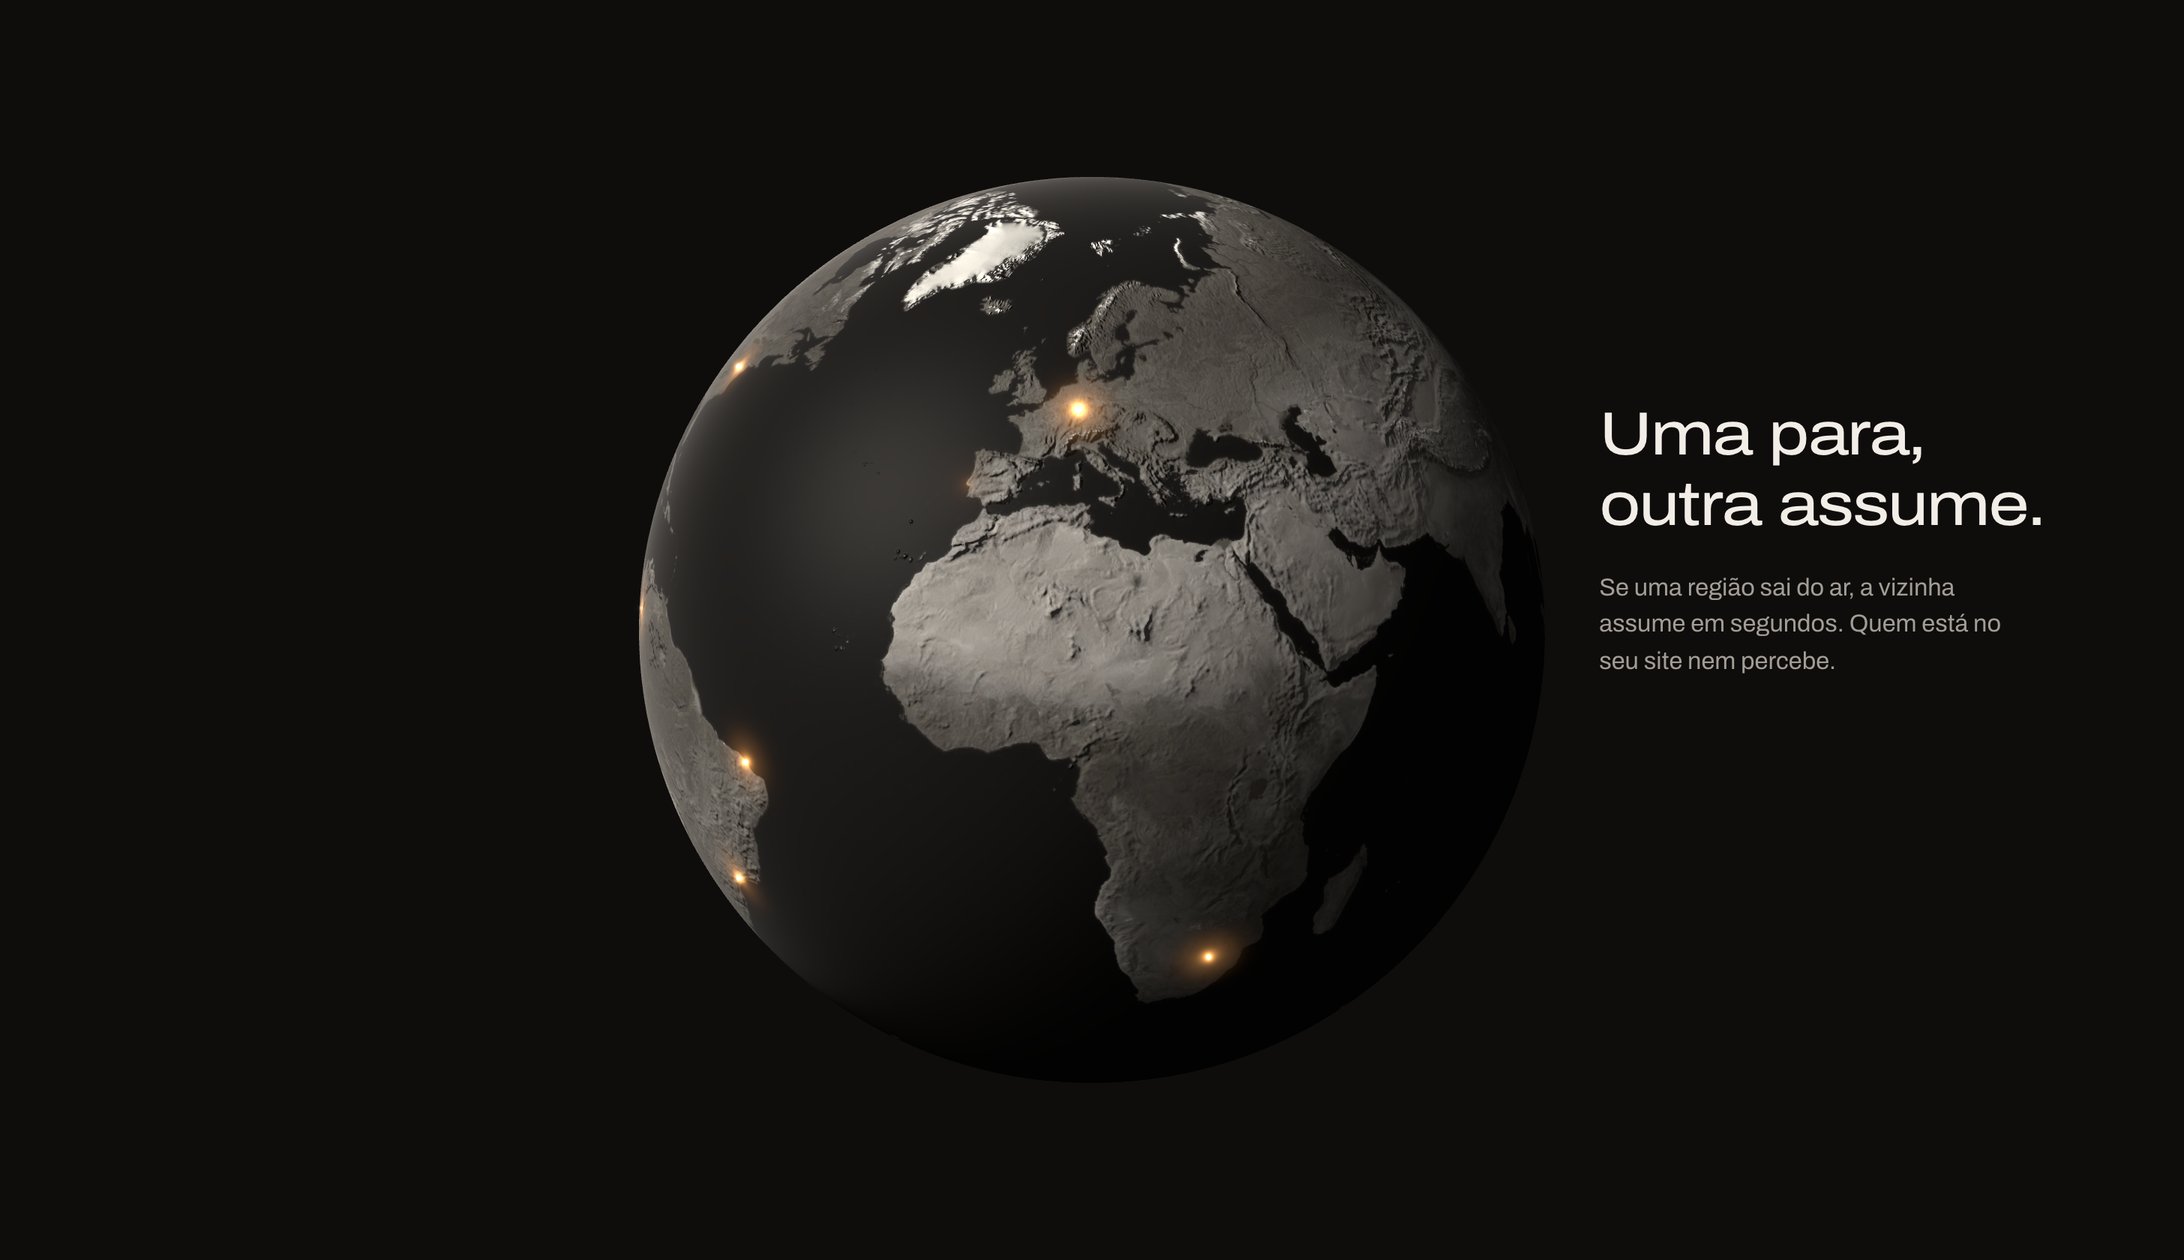 Uma para,
outra assume.
Se uma região sai do ar, a vizinha
assume em segundos. Quem está no
seu site nem percebe.